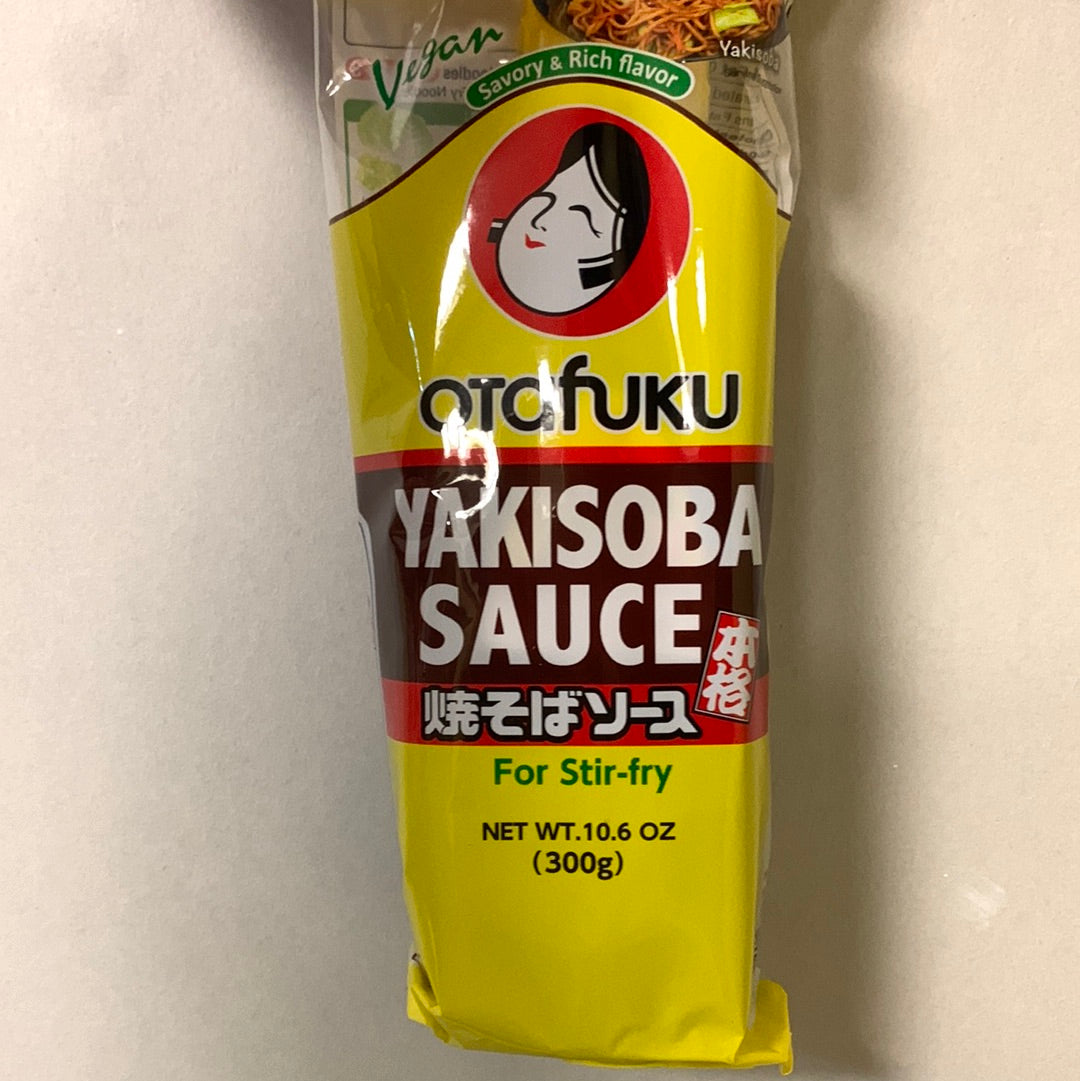 Vegan
Yakisoba
Savory & Rich flavor
OTAFUKU
YAKISOBA
SAUCE
本格
焼そばソース
For Stir-fry
NET WT.10.6 OZ
(300g)